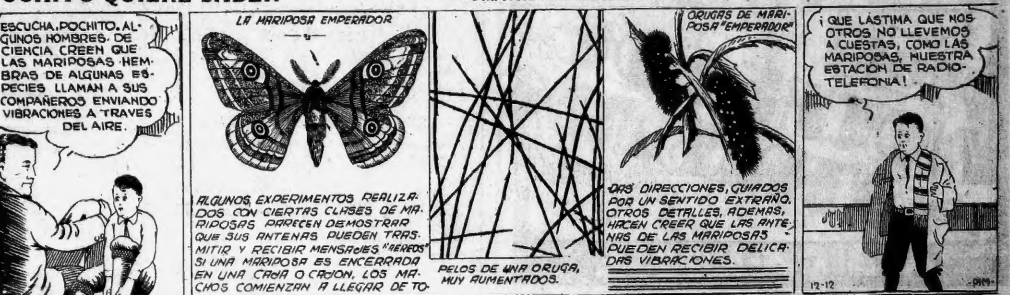 ESCUCHA, POCHITO. AL-
GUNOS HOMBRES, DE
CIENCIA CREEN QUE
LAS MARIPOSAS HEM-
BRAS DE ALGUNAS ES-
PECIES LLAMAN A SUS
COMPAÑEROS ENVIANDO
VIBRACIONES A TRAVES
DEL AIRE.
LA MARIPOSA EMPERADOR
ALGUNOS, EXPERIMENTOS REALIZA-
DOS CON CIERTAS CLASES DE MA-
RIPOSAS PARECEN DEMOSTRAR
QUE SUS ANTENAS PUEDEN TRAS-
MITIR Y RECIBIR MENSAJES "AEREOS"
SI UNA MARIPOSA ES ENCERRADA
EN UNA CAJA O CAJON, LOS MA-
CHOS COMIENZAN A LLEGAR DE TO-
PELOS DE UNA ORUGA,
MUY AUMENTADOS.
ORUGAS DE MARI-
POSA "EMPERADOR"
DAS DIRECCIONES, GUIADOS
POR UN SENTIDO EXTRAÑO.
OTROS DETALLES, ADEMAS,
HACEN CREER QUE LAS ANTE-
NAS DE LAS MARIPOSAS
PUEDEN RECIBIR DELICA-
DAS VIBRACIONES.
¡QUE LÁSTIMA QUE NOS-
OTROS NO LLEVEMOS
A CUESTAS, COMO LAS
MARIPOSAS, NUESTRA
ESTACION DE RADIO-
TELEFONIA!
12-12